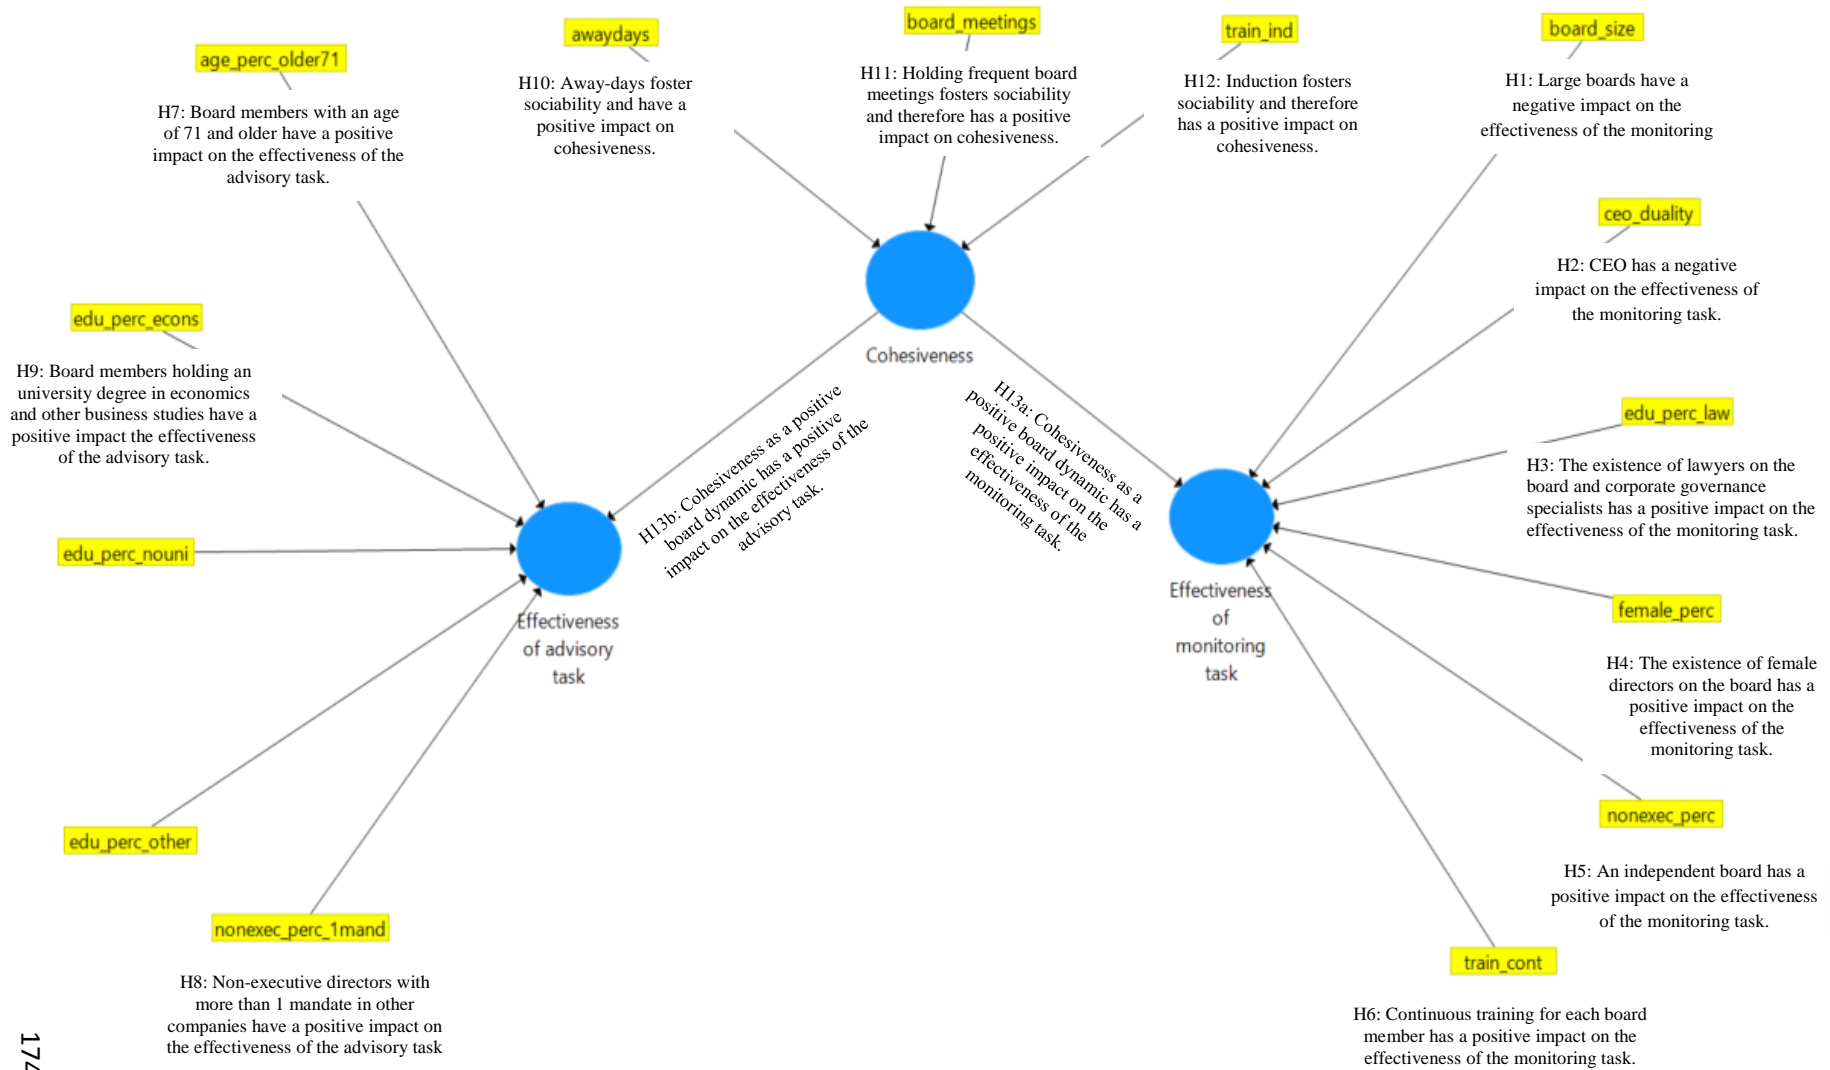 age_perc_older71
H7: Board members with an age
of 71 and older have a positive
impact on the effectiveness of the
advisory task.
awaydays
H10: Away-days foster
sociability and have a
positive impact on
cohesiveness.
board_meetings
H11: Holding frequent board
meetings fosters sociability
and therefore has a positive
impact on cohesiveness.
train_ind
H12: Induction fosters
sociability and therefore
has a positive impact on
cohesiveness.
board_size
H1: Large boards have a
negative impact on the
effectiveness of the monitoring
ceo_duality
H2: CEO has a negative
impact on the effectiveness of
the monitoring task.
edu_perc_econs
H9: Board members holding an
university degree in economics
and other business studies have a
positive impact the effectiveness
of the advisory task.
Cohesiveness
H13b: Cohesiveness as a positive
board dynamic has a positive
impact on the effectiveness of the
advisory task.
H13a: Cohesiveness as a
positive board dynamic has a
positive impact on the
effectiveness of the
monitoring task.
edu_perc_law
H3: The existence of lawyers on the
board and corporate governance
specialists has a positive impact on the
effectiveness of the monitoring task.
edu_perc_nouni
Effectiveness
of advisory
task
Effectiveness
of
monitoring
task
female_perc
H4: The existence of female
directors on the board has a
positive impact on the
effectiveness of the
monitoring task.
edu_perc_other
nonexec_perc
H5: An independent board has a
positive impact on the effectiveness
of the monitoring task.
nonexec_perc_1mand
H8: Non-executive directors with
more than 1 mandate in other
companies have a positive impact on
the effectiveness of the advisory task
train_cont
H6: Continuous training for each board
member has a positive impact on the
effectiveness of the monitoring task.
174